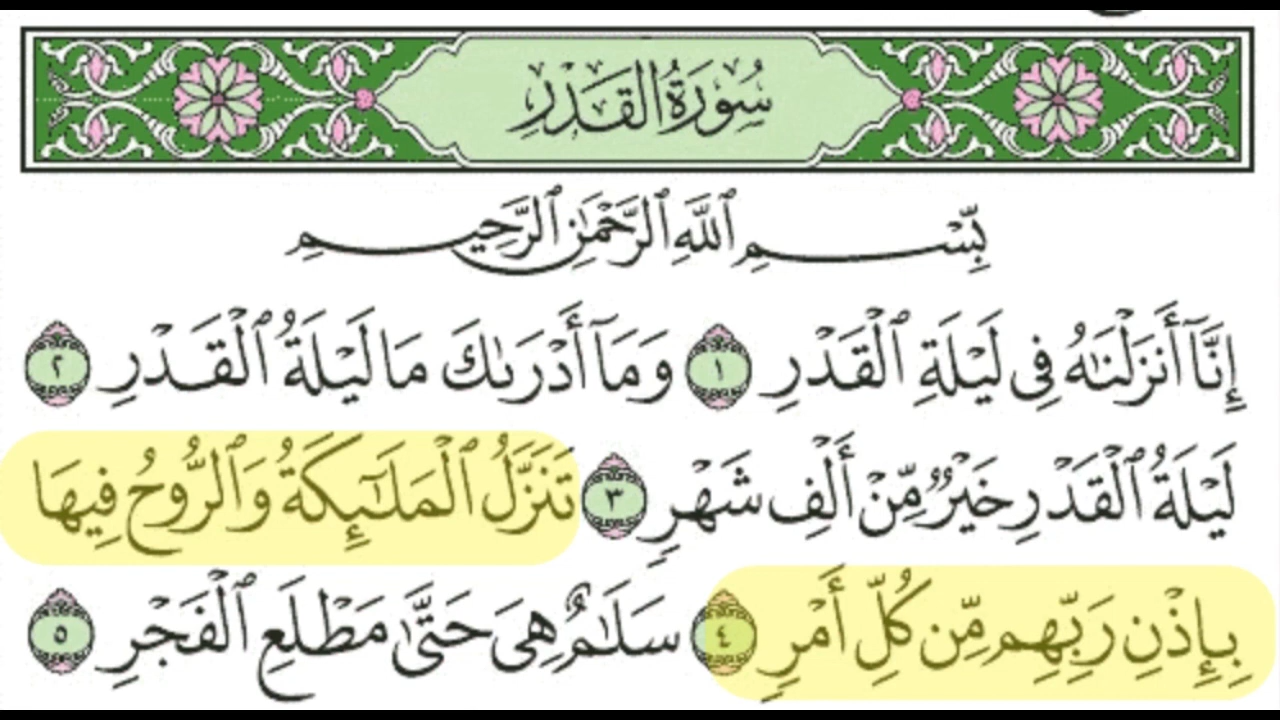 سُورَةُ الْقَدْرِ
بِسْمِ ٱللَّهِ ٱلرَّحْمَٰنِ ٱلرَّحِيمِ
إِنَّآ أَنزَلْنَٰهُ فِى لَيْلَةِ ٱلْقَدْرِ ١ وَمَآ أَدْرَىٰكَ مَا لَيْلَةُ ٱلْقَدْرِ ٢
لَيْلَةُ ٱلْقَدْرِ خَيْرٌ مِّنْ أَلْفِ شَهْرٍ ٣ تَنَزَّلُ ٱلْمَلَٰٓئِكَةُ وَٱلرُّوحُ فِيهَا
بِإِذْنِ رَبِّهِم مِّن كُلِّ أَمْرٍ ٤ سَلَٰمٌ هِىَ حَتَّىٰ مَطْلَعِ ٱلْفَجْرِ ٥